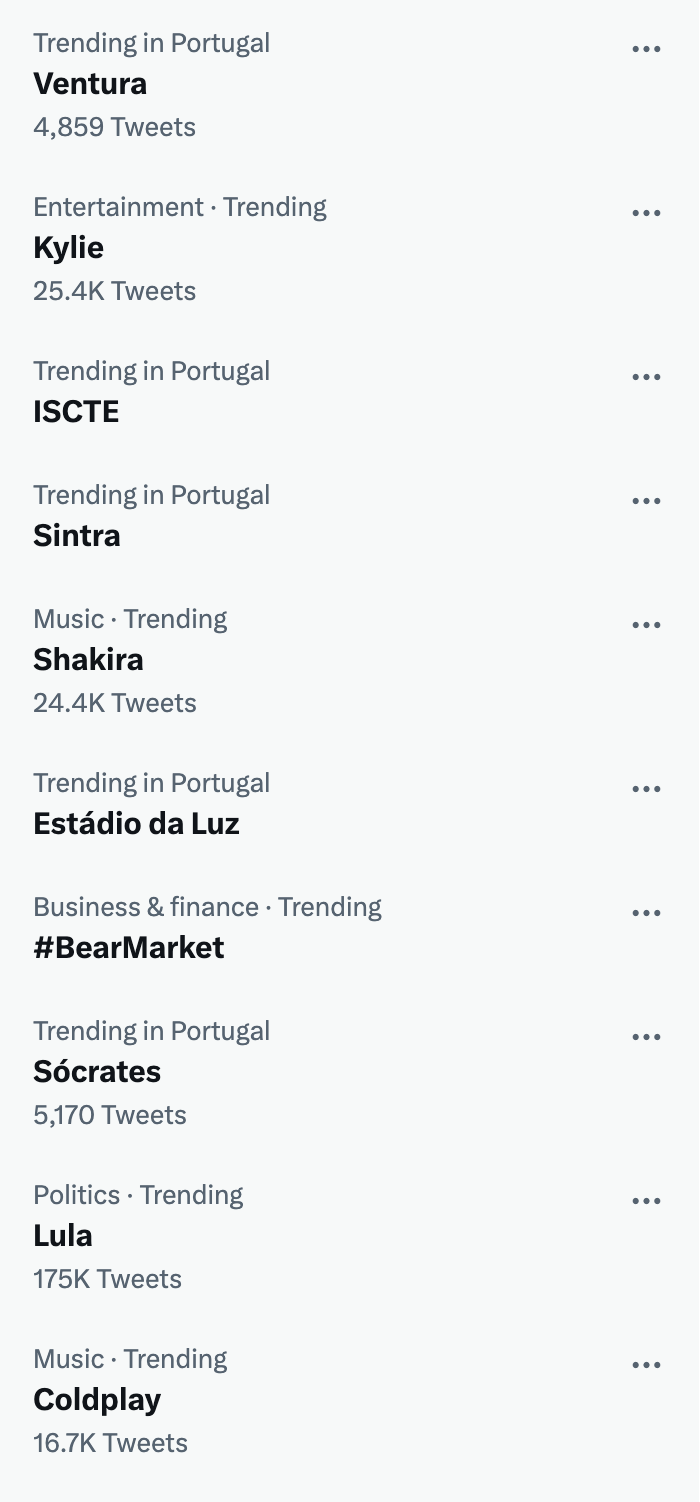 Trending in Portugal
Ventura
4,859 Tweets
Entertainment · Trending
Kylie
25.4K Tweets
Trending in Portugal
ISCTE
Trending in Portugal
Sintra
Music · Trending
Shakira
24.4K Tweets
Trending in Portugal
Estádio da Luz
Business & finance · Trending
#BearMarket
Trending in Portugal
Sócrates
5,170 Tweets
Politics · Trending
Lula
175K Tweets
Music · Trending
Coldplay
16.7K Tweets